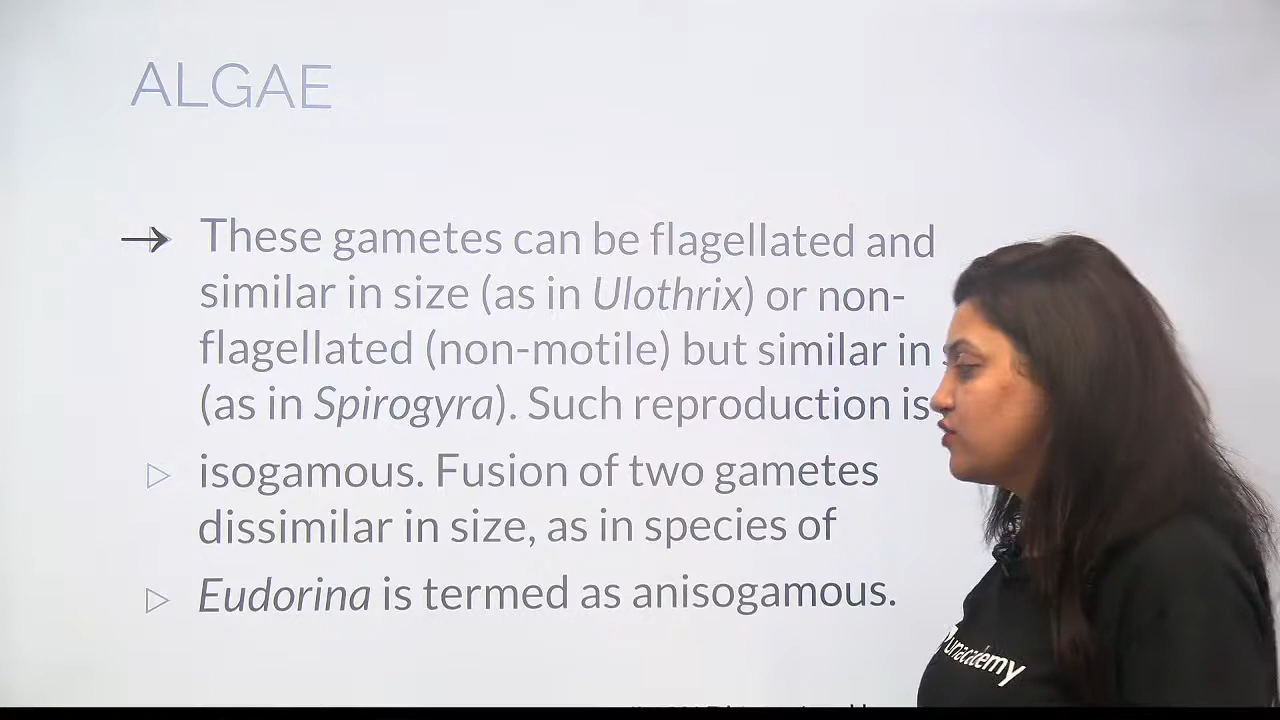 ALGAE
→ These gametes can be flagellated and
similar in size (as in Ulothrix) or non-
flagellated (non-motile) but similar in
(as in Spirogyra). Such reproduction is
▷ isogamous. Fusion of two gametes
dissimilar in size, as in species of
▷ Eudorina is termed as anisogamous.
unacademy